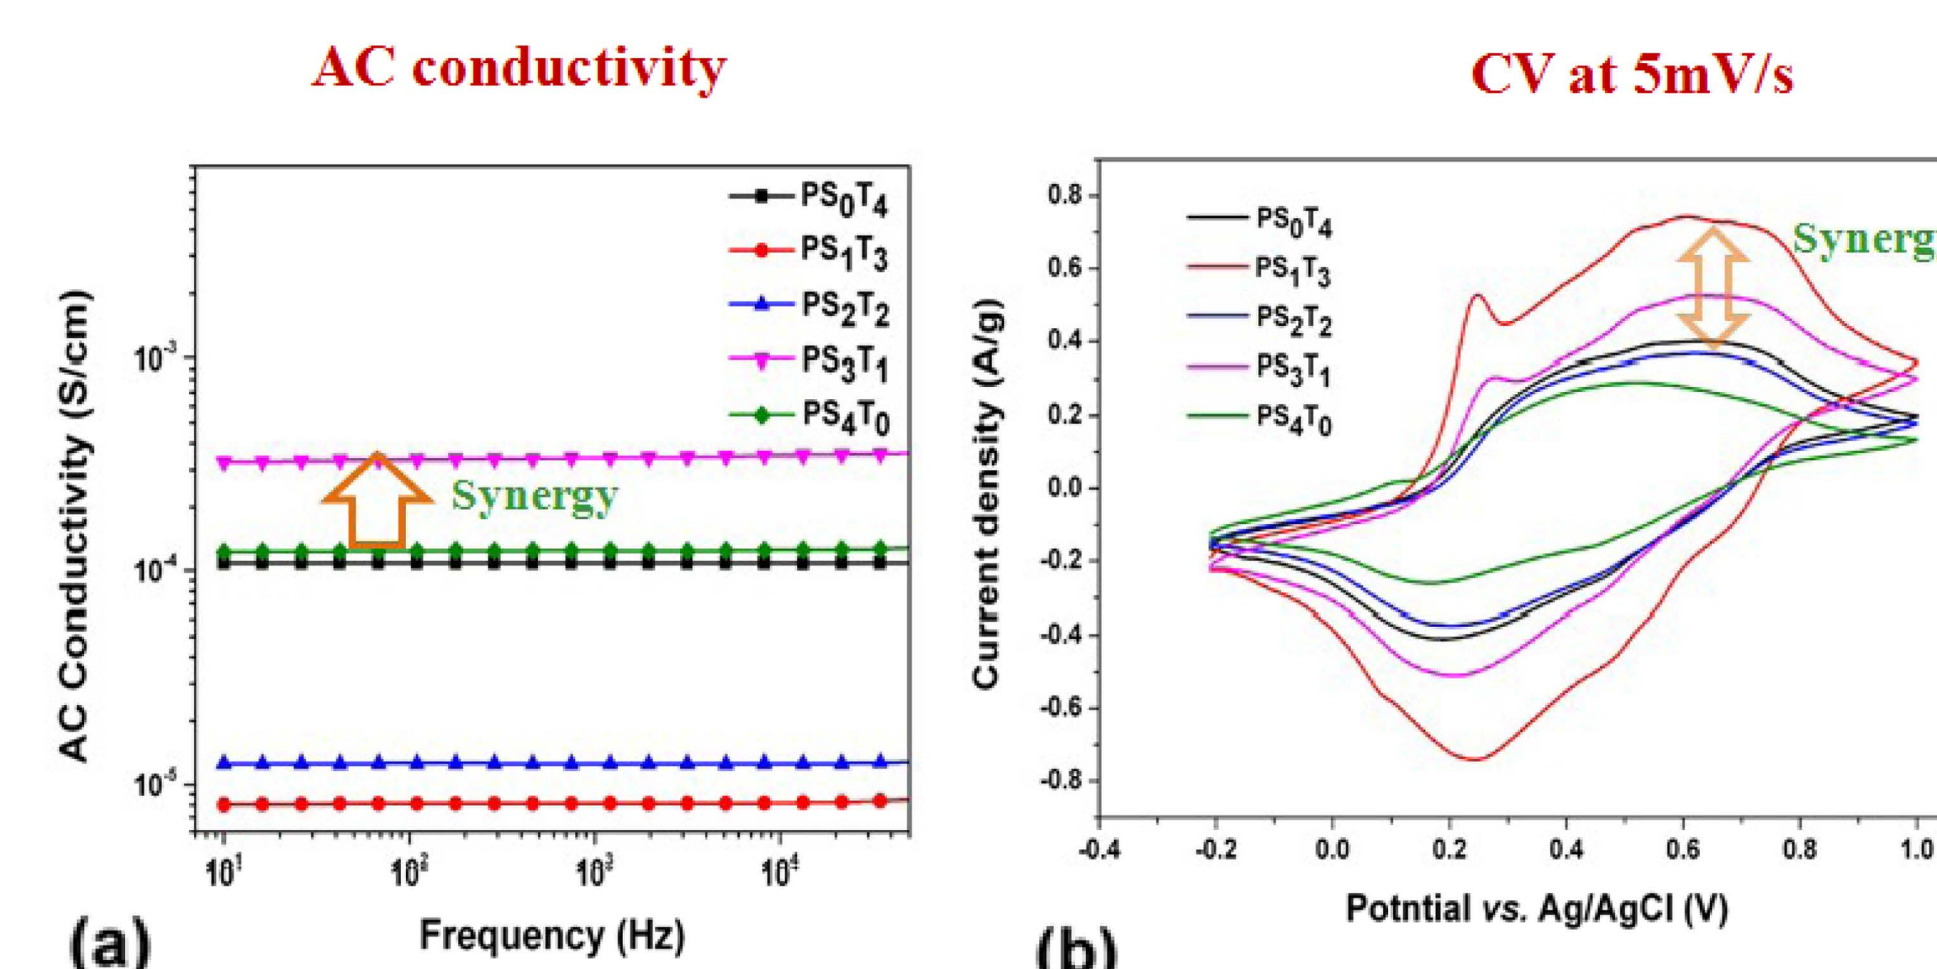 AC conductivity
PS₀T₄
PS₁T₃
PS₂T₂
PS₃T₁
PS₄T₀
Synergy
AC Conductivity (S/cm)
10⁻³
10⁻⁴
10⁻⁵
10¹ 10² 10³ 10⁴
Frequency (Hz)
(a)
CV at 5mV/s
PS₀T₄
PS₁T₃
PS₂T₂
PS₃T₁
PS₄T₀
Synerg
Current density (A/g)
0.8
0.6
0.4
0.2
0.0
-0.2
-0.4
-0.6
-0.8
-0.4 -0.2 0.0 0.2 0.4 0.6 0.8 1.0
Potntial vs. Ag/AgCl (V)
(b)